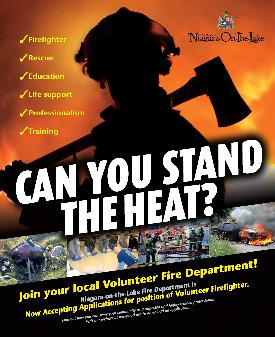 Niagara-On-The-Lake
✓Firefighter
✓Rescue
✓Education
✓Life support
✓Professionalism
✓Training
CAN YOU STAND
THE HEAT?
Join your local Volunteer Fire Department!
Niagara-on-the-Lake Fire Department is
Now Accepting Applications for position of Volunteer Firefighter.